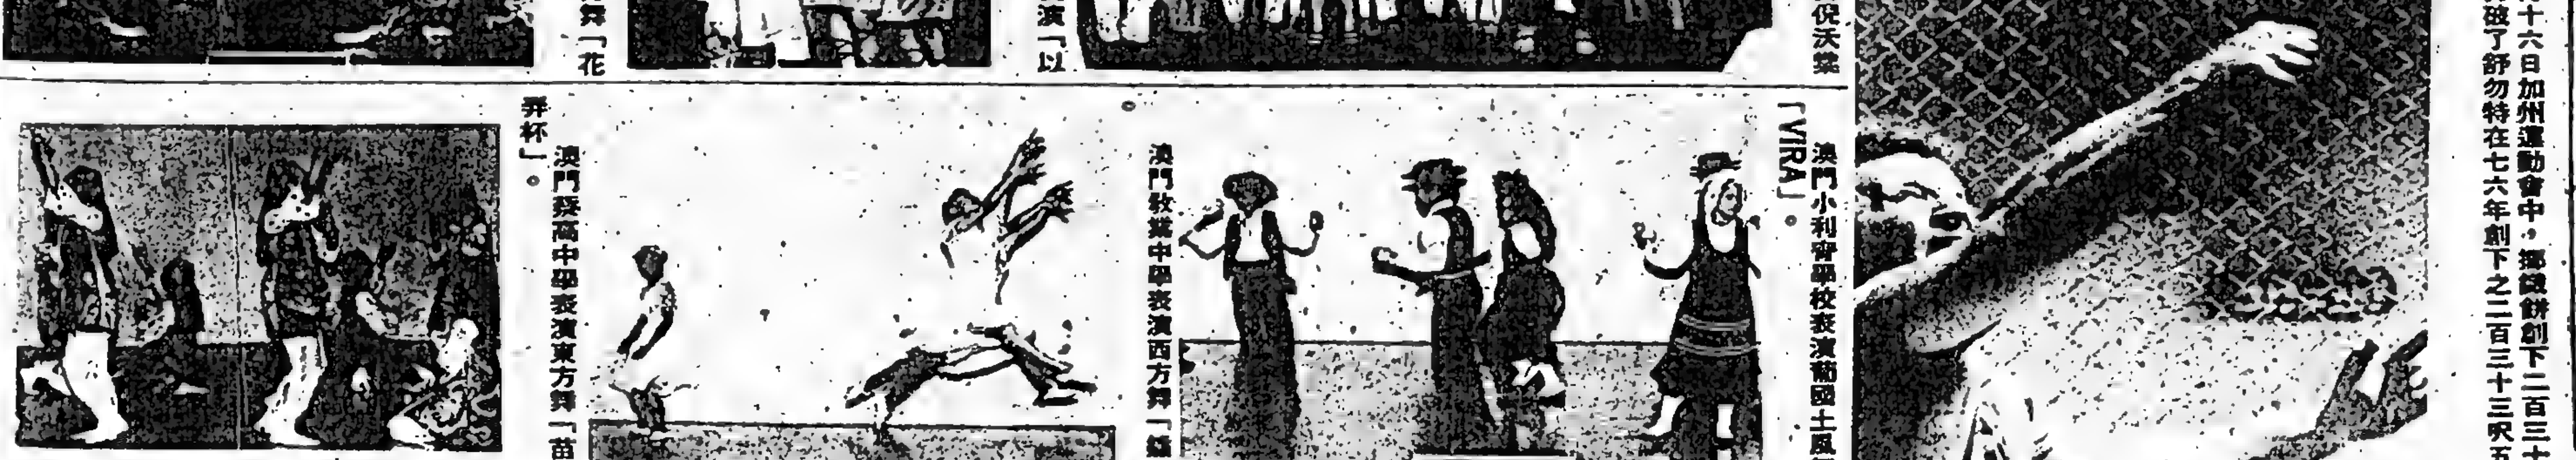 十六日加州運動會中，擲鐵餅創下二百三十
破了舒勿特在七六年創下之二百三十三呎五
倪沃棠
演「以
舞「花
澳門小利育學校表演葡國土風
「VIRA」。
澳門教業中學表演西方舞「
澳門蔡高中學表演東方舞「苗
弄杯」。